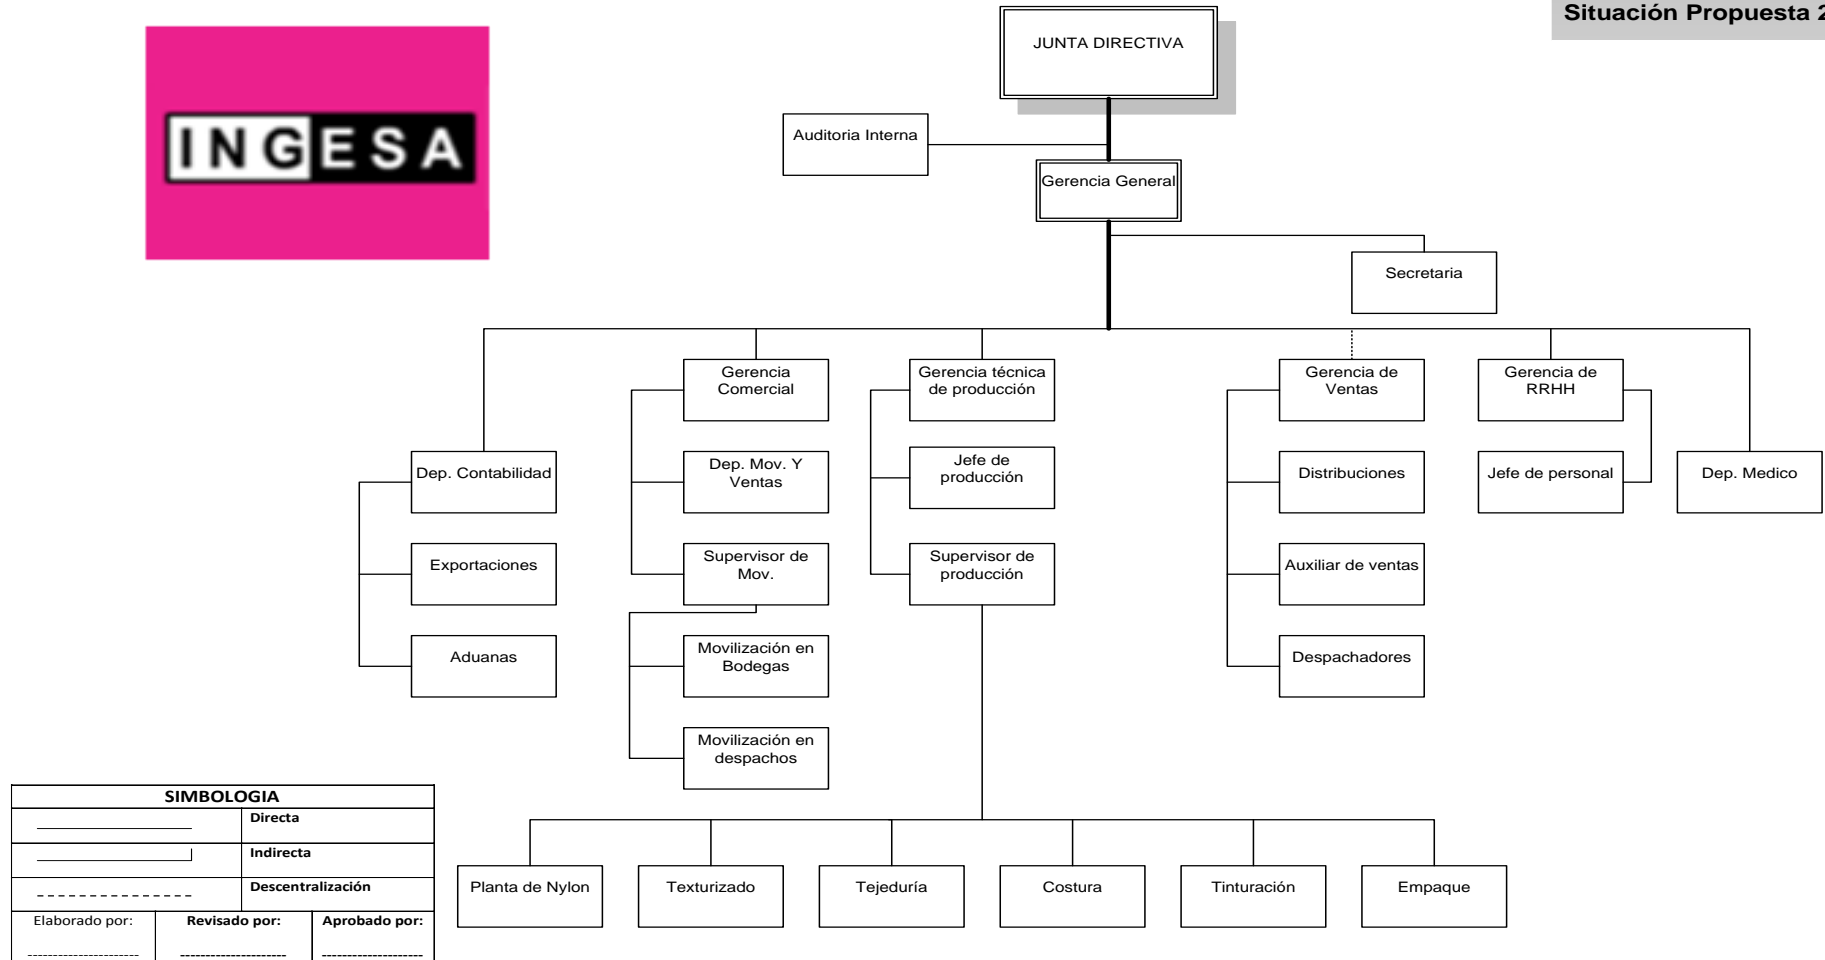 Situación Propuesta 2
JUNTA DIRECTIVA
INGESA
Auditoria Interna
Gerencia General
Secretaria
Gerencia
Comercial
Gerencia técnica
de producción
Gerencia de
Ventas
Gerencia de
RRHH
Dep. Contabilidad
Dep. Mov. Y
Ventas
Jefe de
producción
Distribuciones
Jefe de personal
Dep. Medico
Exportaciones
Supervisor de
Mov.
Supervisor de
producción
Auxiliar de ventas
Aduanas
Movilización en
Bodegas
Despachadores
Movilización en
despachos
SIMBOLOGIA
Directa
Indirecta
Descentralización
Elaborado por:
Revisado por:
Aprobado por:
Planta de Nylon
Texturizado
Tejeduría
Costura
Tinturación
Empaque